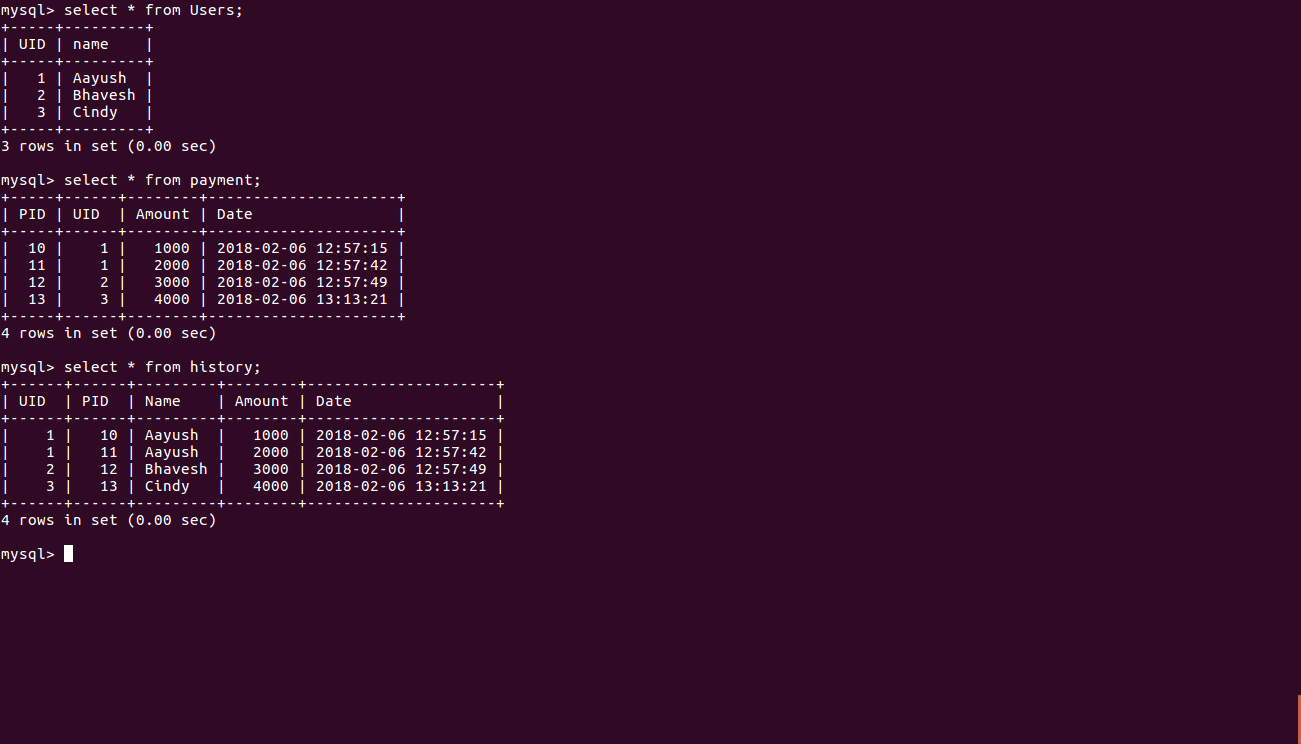 mysql> select * from Users;
+-----+---------+
| UID | name    |
+-----+---------+
|   1 | Aayush  |
|   2 | Bhavesh |
|   3 | Cindy   |
+-----+---------+
3 rows in set (0.00 sec)

mysql> select * from payment;
+-----+------+--------+---------------------+
| PID | UID  | Amount | Date                |
+-----+------+--------+---------------------+
|  10 |    1 |   1000 | 2018-02-06 12:57:15 |
|  11 |    1 |   2000 | 2018-02-06 12:57:42 |
|  12 |    2 |   3000 | 2018-02-06 12:57:49 |
|  13 |    3 |   4000 | 2018-02-06 13:13:21 |
+-----+------+--------+---------------------+
4 rows in set (0.00 sec)

mysql> select * from history;
+------+------+---------+--------+---------------------+
| UID  | PID  | Name    | Amount | Date                |
+------+------+---------+--------+---------------------+
|    1 |   10 | Aayush  |   1000 | 2018-02-06 12:57:15 |
|    1 |   11 | Aayush  |   2000 | 2018-02-06 12:57:42 |
|    2 |   12 | Bhavesh |   3000 | 2018-02-06 12:57:49 |
|    3 |   13 | Cindy   |   4000 | 2018-02-06 13:13:21 |
+------+------+---------+--------+---------------------+
4 rows in set (0.00 sec)

mysql>